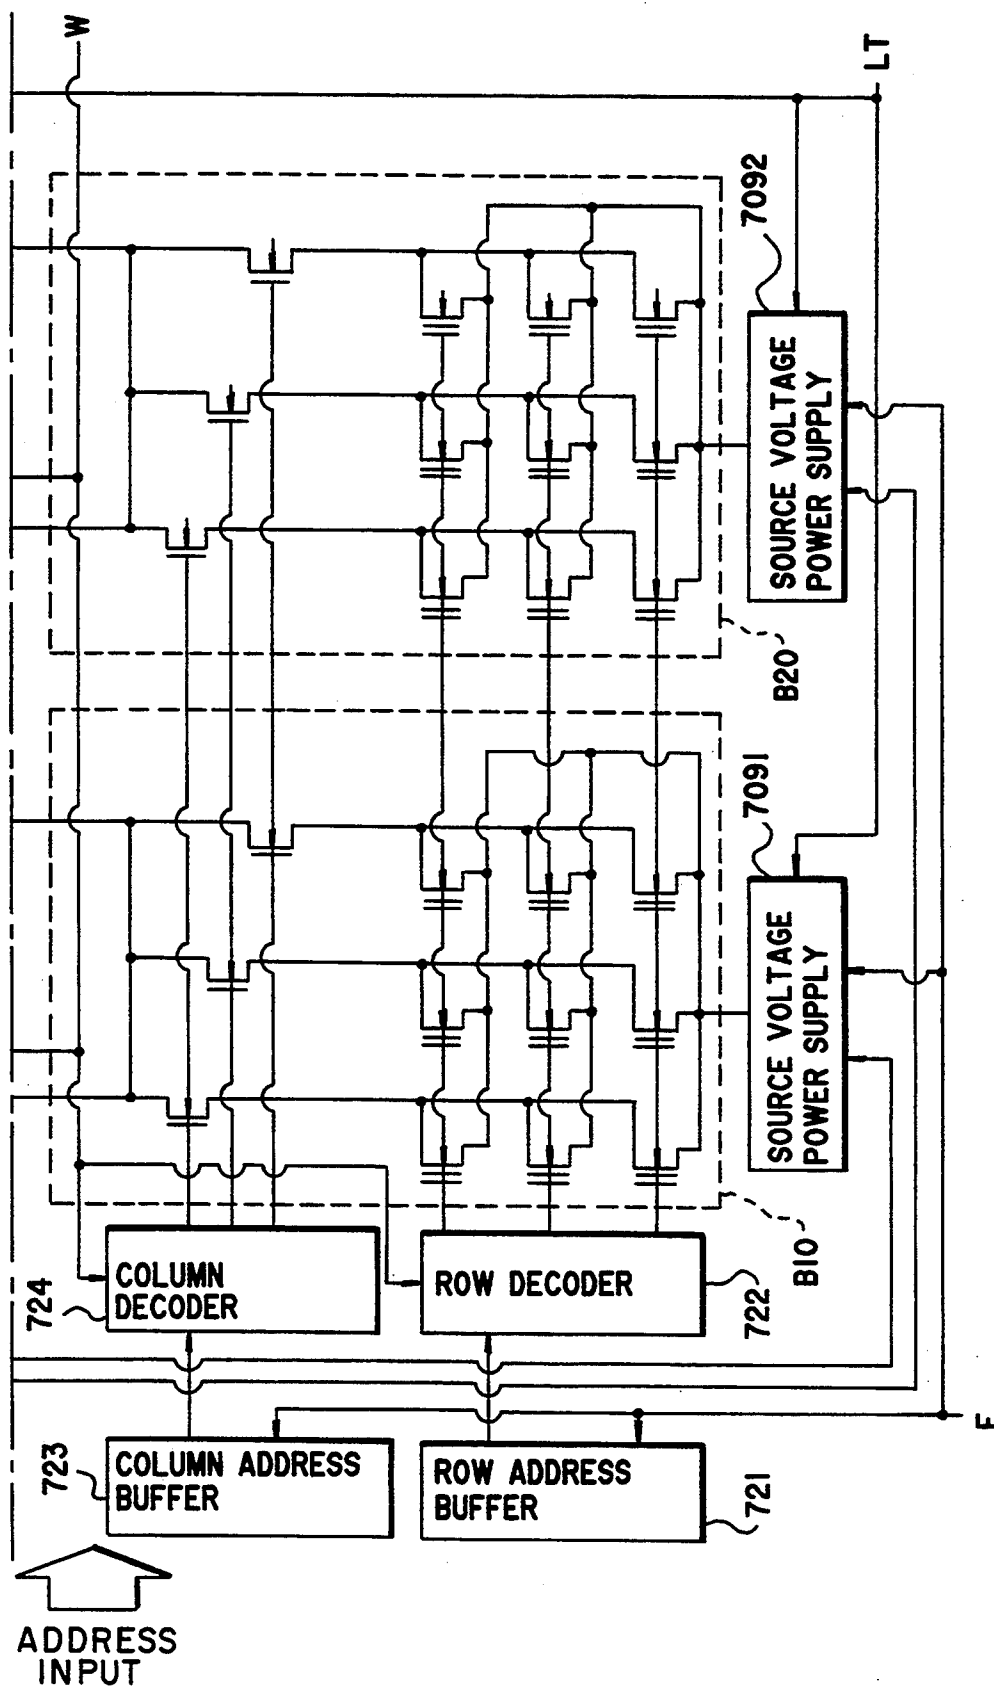 W
LT
7092
SOURCE VOLTAGE
POWER SUPPLY
B20
7091
SOURCE VOLTAGE
POWER SUPPLY
B10
724
COLUMN
DECODER
ROW DECODER
722
723
COLUMN ADDRESS
BUFFER
ROW ADDRESS
BUFFER
721
F
ADDRESS
INPUT